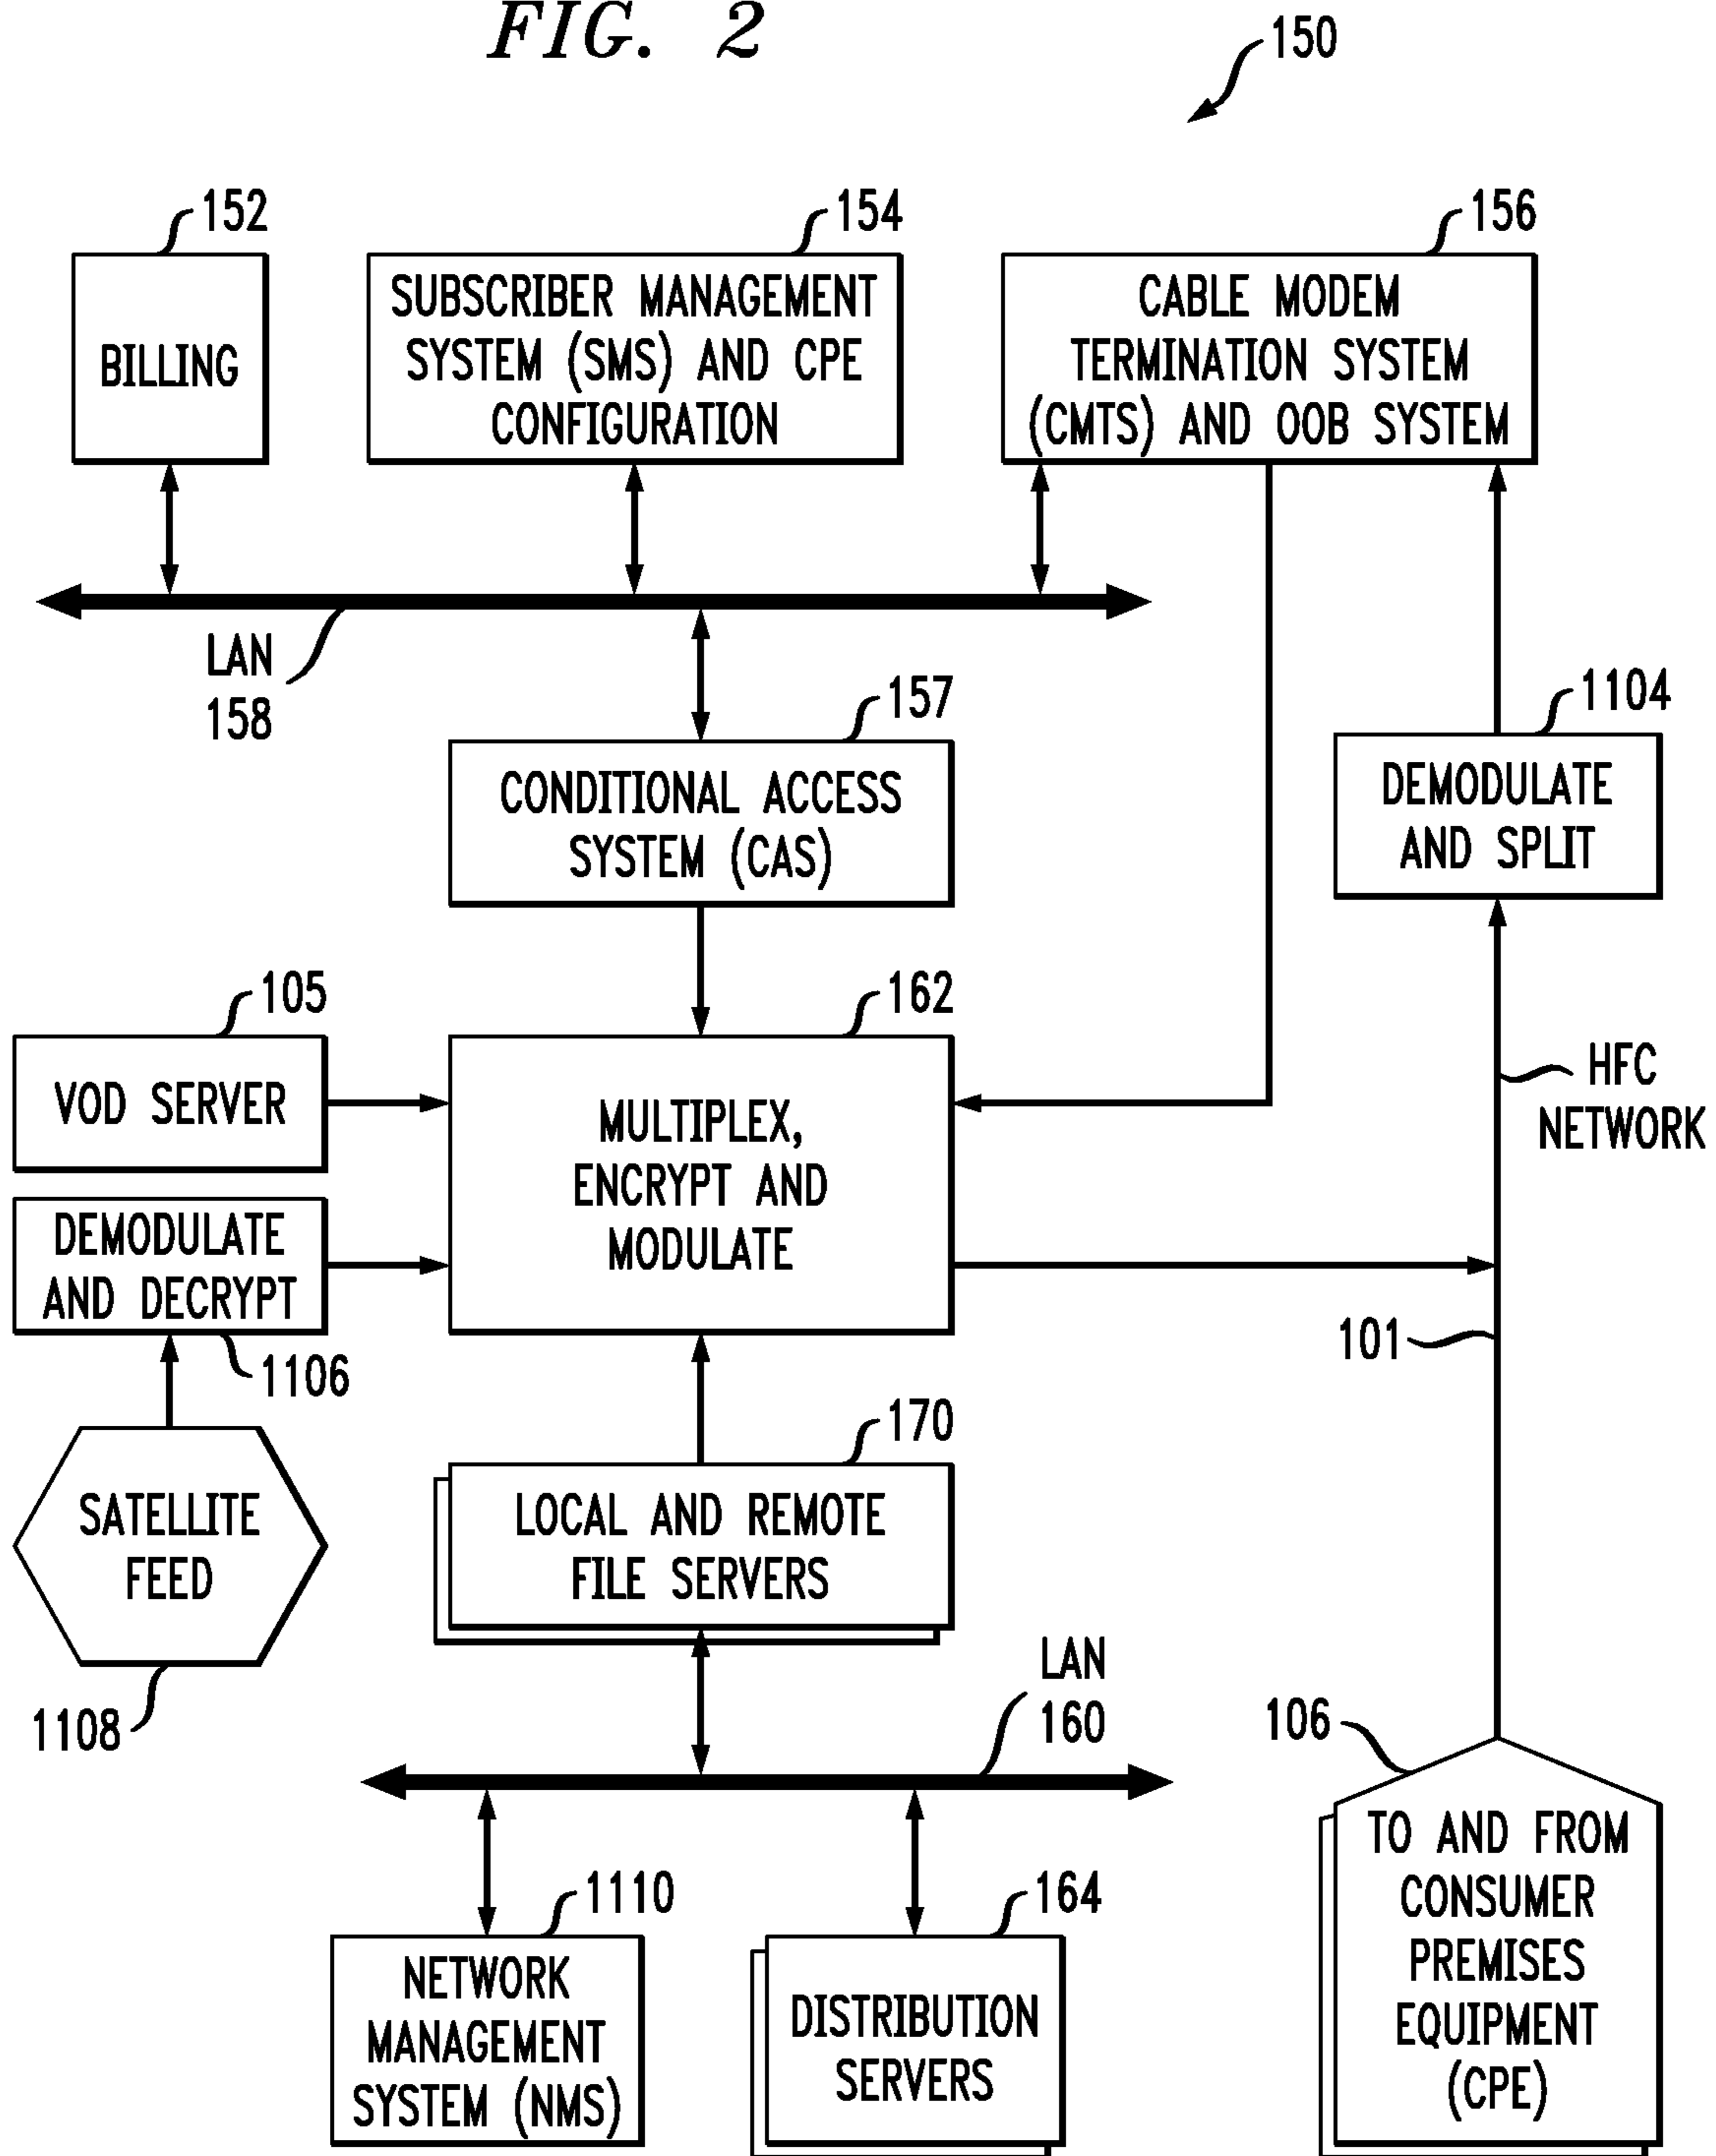 FIG. 2
150
152
154
156
BILLING
SUBSCRIBER MANAGEMENT
SYSTEM (SMS) AND CPE
CONFIGURATION
CABLE MODEM
TERMINATION SYSTEM
(CMTS) AND OOB SYSTEM
LAN
158
157
1104
CONDITIONAL ACCESS
SYSTEM (CAS)
DEMODULATE
AND SPLIT
105
162
VOD SERVER
MULTIPLEX,
ENCRYPT AND
MODULATE
HFC
NETWORK
DEMODULATE
AND DECRYPT
101
1106
170
SATELLITE
FEED
LOCAL AND REMOTE
FILE SERVERS
1108
LAN
160
106
1110
164
NETWORK
MANAGEMENT
SYSTEM (NMS)
DISTRIBUTION
SERVERS
TO AND FROM
CONSUMER
PREMISES
EQUIPMENT
(CPE)